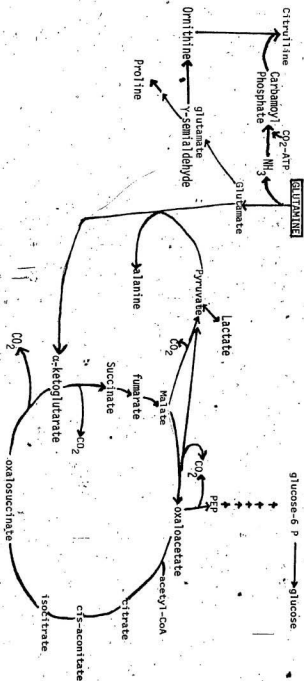 GLUTAMINE
NH3
CO2-ATP
Carbamoyl
Phosphate
Citrulline
Ornithine
γ-semialdehyde
glutamate
Proline
Glutamate
glucose-6 P
glucose
PEP
CO2
oxaloacetate
Lactate
Pyruvate
CO2
alanine
Malate
fumarate
Succinate
CO2
α-ketoglutarate
CO2
oxalosuccinate
isocitrate
cis-aconitate
citrate
acetyl-CoA